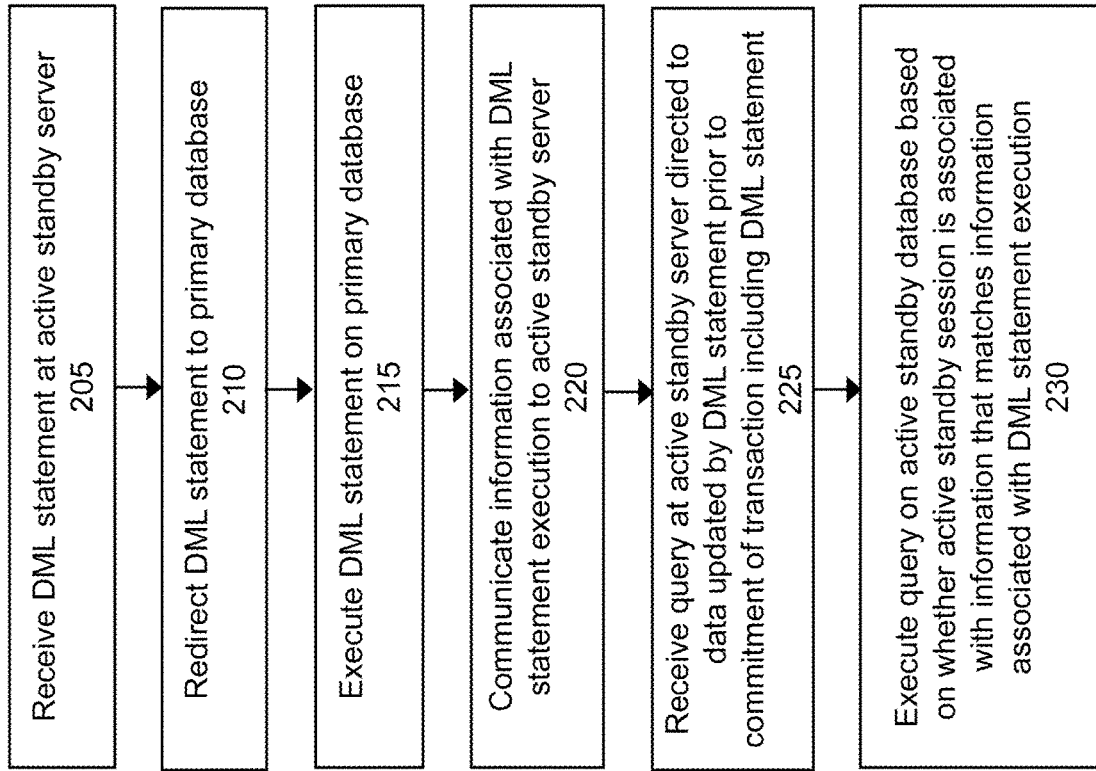 Receive DML statement at active standby server
205
Redirect DML statement to primary database
210
Execute DML statement on primary database
215
Communicate information associated with DML
statement execution to active standby server
220
Receive query at active standby server directed to
data updated by DML statement prior to
commitment of transaction including DML statement
225
Execute query on active standby database based
on whether active standby session is associated
with information that matches information
associated with DML statement execution
230